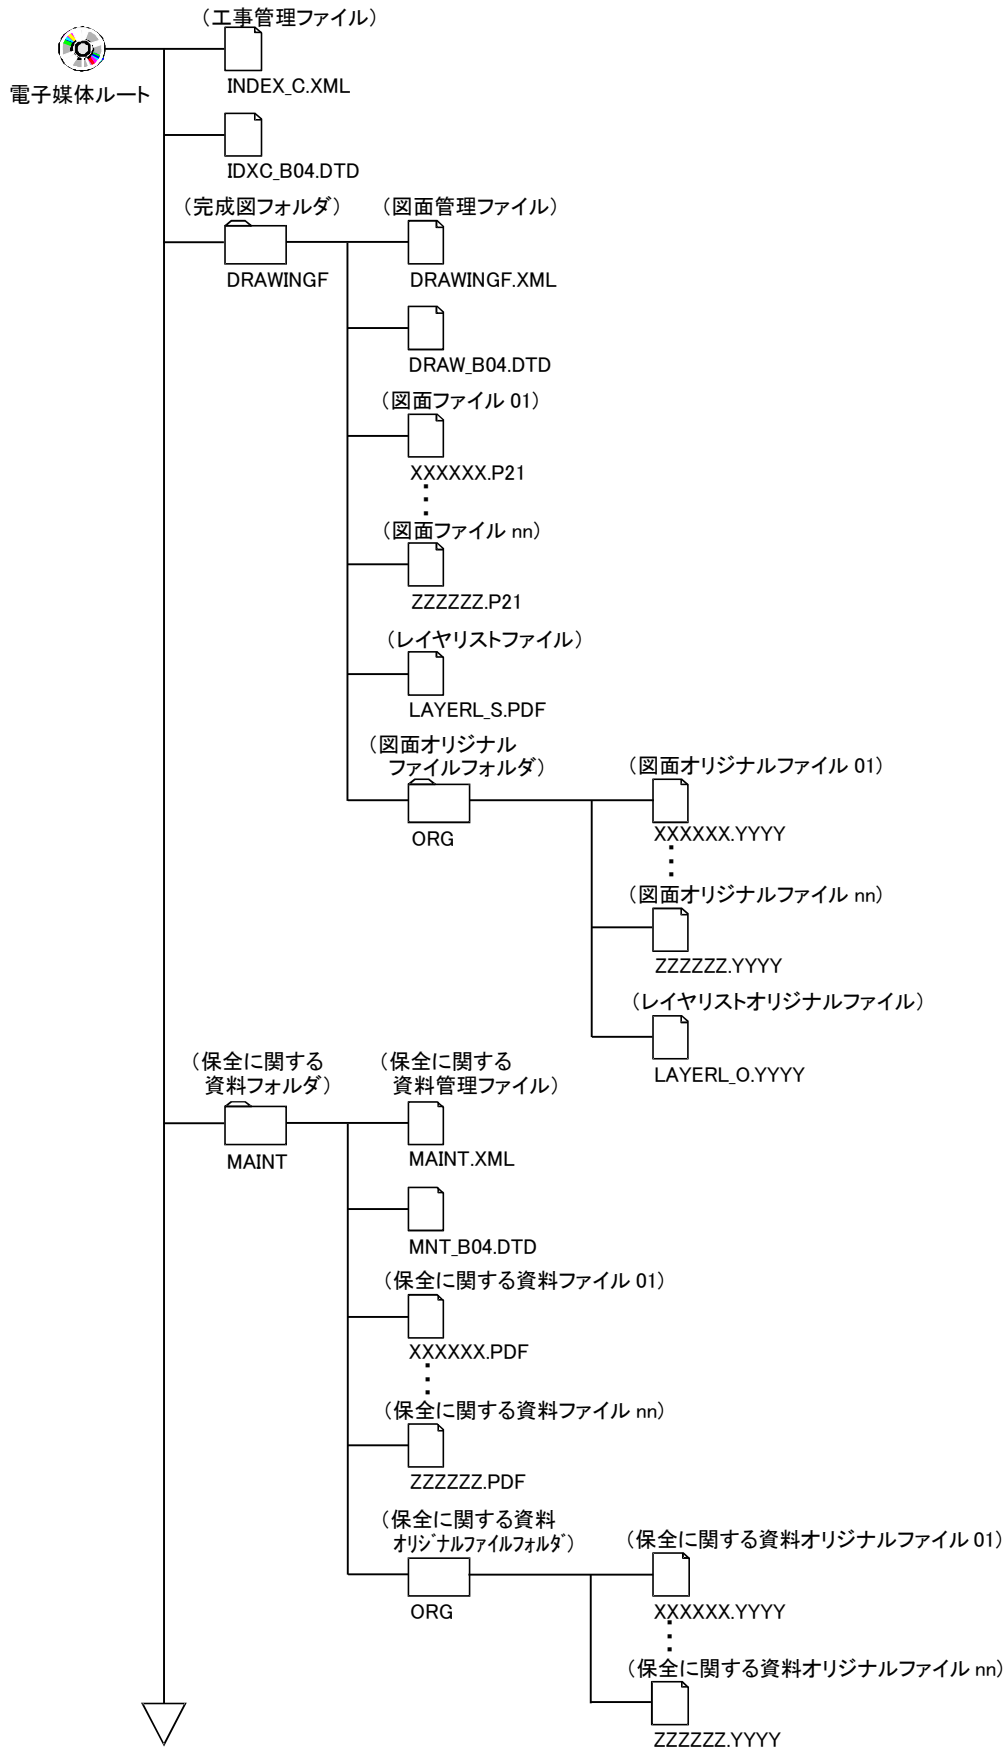 （工事管理ファイル）
INDEX_C.XML
電子媒体ルート
IDXC_B04.DTD
（完成図フォルダ）
DRAWINGF
（図面管理ファイル）
DRAWINGF.XML
DRAW_B04.DTD
（図面ファイル 01）
XXXXXX.P21
（図面ファイル nn）
ZZZZZZ.P21
（レイヤリストファイル）
LAYERL_S.PDF
（図面オリジナル
ファイルフォルダ）
ORG
（図面オリジナルファイル 01）
XXXXXX.YYYY
（図面オリジナルファイル nn）
ZZZZZZ.YYYY
（レイヤリストオリジナルファイル）
LAYERL_O.YYYY
（保全に関する
資料フォルダ）
MAINT
（保全に関する
資料管理ファイル）
MAINT.XML
MNT_B04.DTD
（保全に関する資料ファイル 01）
XXXXXX.PDF
（保全に関する資料ファイル nn）
ZZZZZZ.PDF
（保全に関する資料
ｵﾘｼﾞﾅﾙﾌｧｲﾙﾌｫﾙﾀﾞ）
ORG
（保全に関する資料オリジナルファイル 01）
XXXXXX.YYYY
（保全に関する資料オリジナルファイル nn）
ZZZZZZ.YYYY